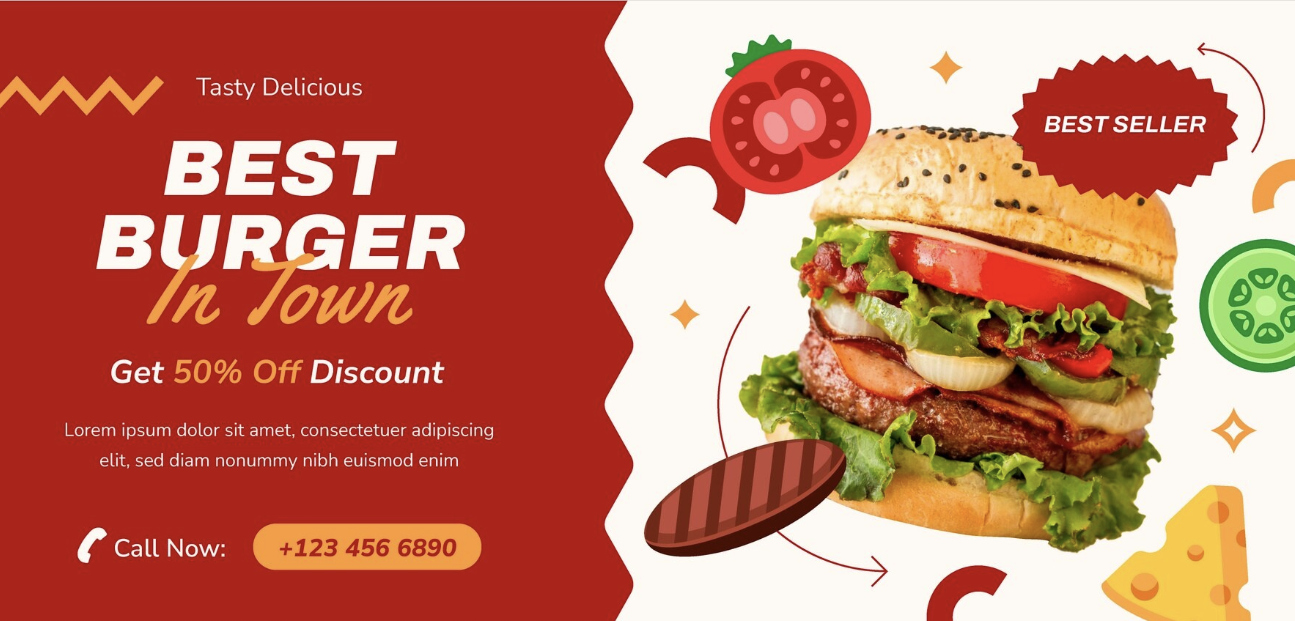 Tasty Delicious
BEST
BURGER
In Town
Get 50% Off Discount
Lorem ipsum dolor sit amet, consectetuer adipiscing
elit, sed diam nonummy nibh euismod enim
Call Now: +123 456 6890
BEST SELLER